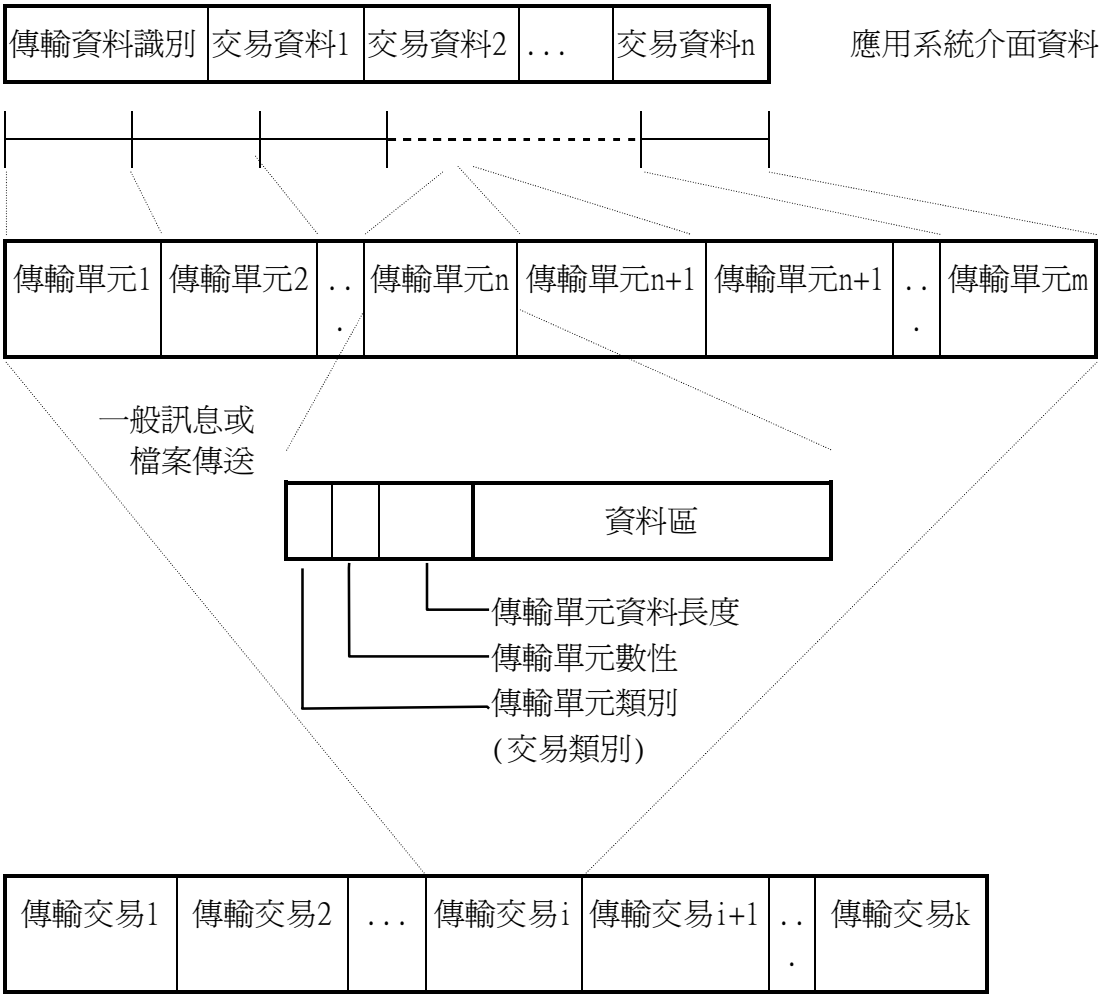 傳輸資料識別 交易資料1 交易資料2 ... 交易資料n 應用系統介面資料
傳輸單元1 傳輸單元2 .. 傳輸單元n 傳輸單元n+1 傳輸單元n+1 .. 傳輸單元m
. .
一般訊息或
檔案傳送
資料區
傳輸單元資料長度
傳輸單元數性
傳輸單元類別
(交易類別)
傳輸交易1 傳輸交易2 ... 傳輸交易i 傳輸交易i+1 .. 傳輸交易k
.